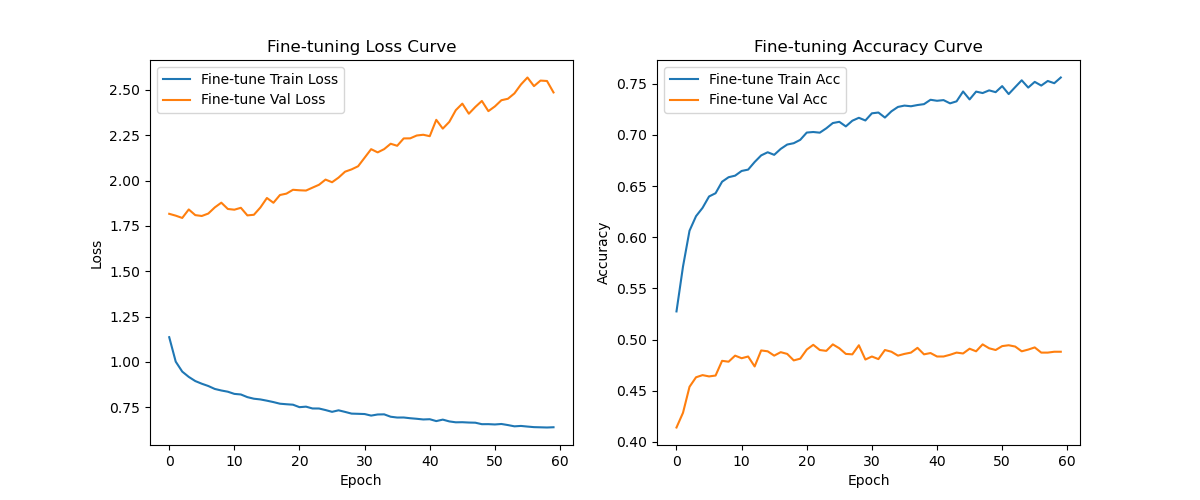 Fine-tuning Loss Curve
Fine-tune Train Loss
Fine-tune Val Loss
2.50
2.25
2.00
1.75
1.50
1.25
1.00
0.75
Loss
0 10 20 30 40 50 60
Epoch
Fine-tuning Accuracy Curve
Fine-tune Train Acc
Fine-tune Val Acc
0.75
0.70
0.65
0.60
0.55
0.50
0.45
0.40
Accuracy
0 10 20 30 40 50 60
Epoch